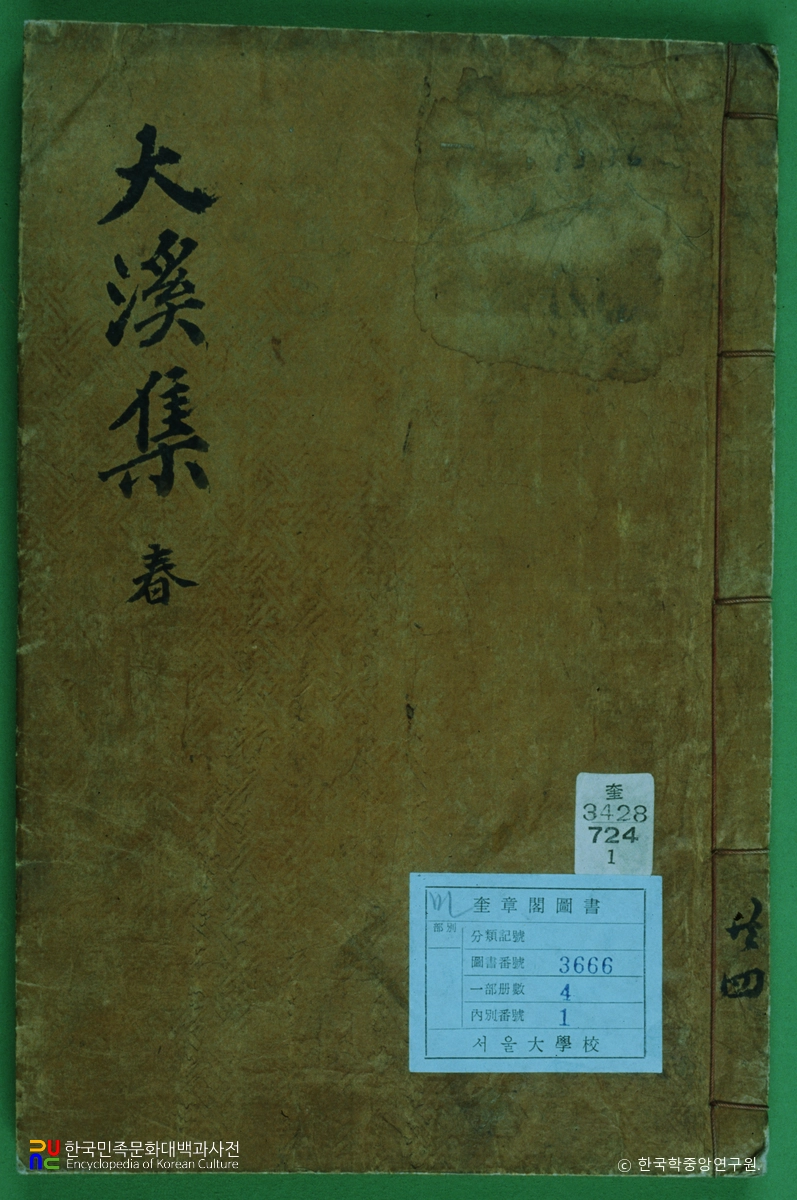 大溪集 春
奎
3428
724
1
奎章閣圖書
部別
分類記號
圖書番號 3666
一部册數 4
內別番號 1
서울大學校
共四
한국민족문화대백과사전
Encyclopedia of Korean Culture
© 한국학중앙연구원.